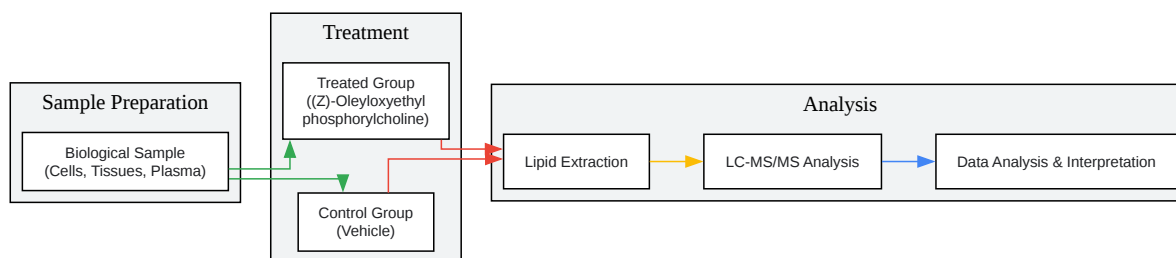 Sample Preparation
Biological Sample
(Cells, Tissues, Plasma)
Treatment
Treated Group
((Z)-Oleyloxyethyl
phosphorylcholine)
Control Group
(Vehicle)
Analysis
Lipid Extraction
LC-MS/MS Analysis
Data Analysis & Interpretation